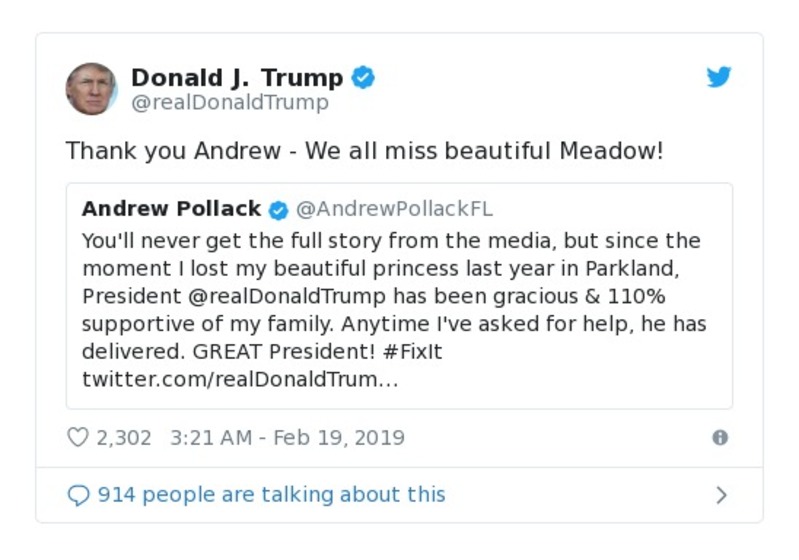 Donald J. Trump
@realDonaldTrump
Thank you Andrew - We all miss beautiful Meadow!
Andrew Pollack @AndrewPollackFL
You'll never get the full story from the media, but since the
moment I lost my beautiful princess last year in Parkland,
President @realDonaldTrump has been gracious & 110%
supportive of my family. Anytime I've asked for help, he has
delivered. GREAT President! #FixIt
twitter.com/realDonaldTrum…
2,302 3:21 AM - Feb 19, 2019
914 people are talking about this